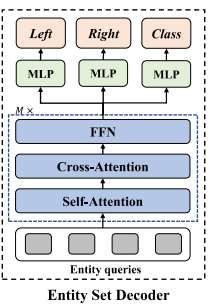 Left Right Class
MLP MLP MLP
M ×
FFN
Cross-Attention
Self-Attention
Entity queries
Entity Set Decoder